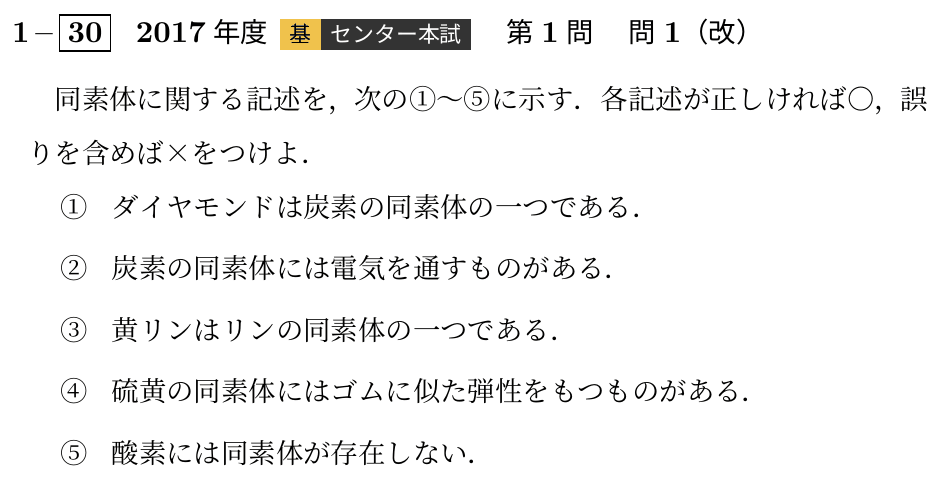 1－30 2017 年度 基 センター本試 第 1 問 問 1（改）
同素体に関する記述を，次の①～⑤に示す．各記述が正しければ○，誤
りを含めば×をつけよ．
① ダイヤモンドは炭素の同素体の一つである．
② 炭素の同素体には電気を通すものがある．
③ 黄リンはリンの同素体の一つである．
④ 硫黄の同素体にはゴムに似た弾性をもつものがある．
⑤ 酸素には同素体が存在しない．